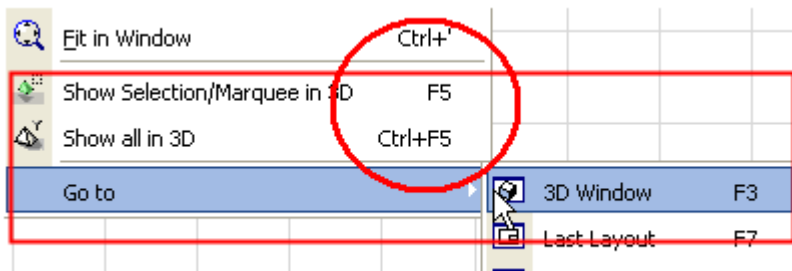 Fit in Window Ctrl+'
Show Selection/Marquee in 3D F5
Show all in 3D Ctrl+F5
Go to
3D Window F3
Last Layout F7